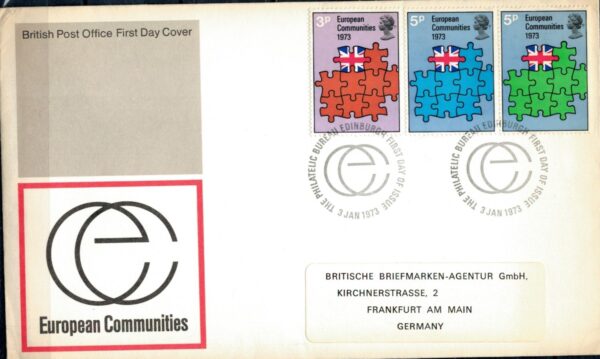 British Post Office First Day Cover
3P
European
Communities
1973
5P
European
Communities
1973
5P
European
Communities
1973
THE PHILATELIC BUREAU EDINBURGH FIRST DAY OF ISSUE
3 JAN 1973
THE PHILATELIC BUREAU EDINBURGH FIRST DAY OF ISSUE
3 JAN 1973
ec
European Communities
BRITISCHE BRIEFMARKEN-AGENTUR GmbH,
KIRCHNERSTRASSE, 2
FRANKFURT AM MAIN
GERMANY